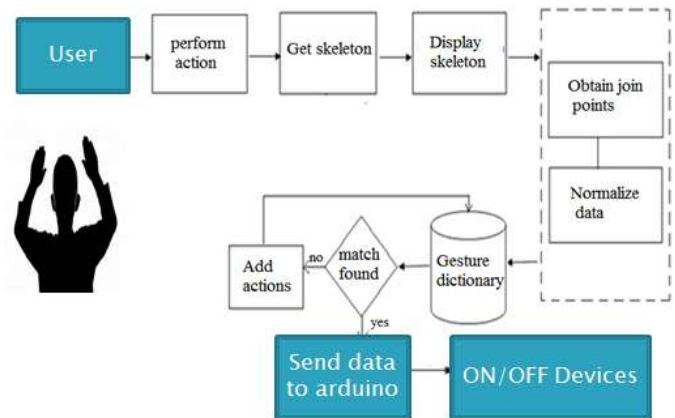 User
perform
action
Get skeleton
Display
skeleton
Obtain join
points
Normalize
data
Gesture
dictionary
match
found
no
Add
actions
yes
Send data
to arduino
ON/OFF Devices